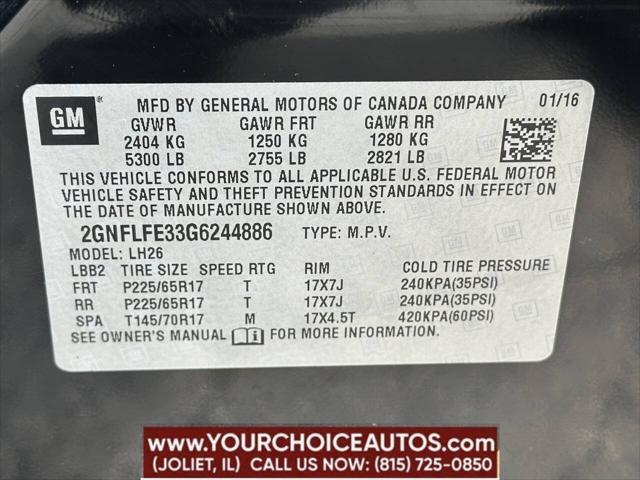 GM
MFD BY GENERAL MOTORS OF CANADA COMPANY 01/16
GVWR GAWR FRT GAWR RR
2404 KG 1250 KG 1280 KG
5300 LB 2755 LB 2821 LB
THIS VEHICLE CONFORMS TO ALL APPLICABLE U.S. FEDERAL MOTOR
VEHICLE SAFETY AND THEFT PREVENTION STANDARDS IN EFFECT ON
THE DATE OF MANUFACTURE SHOWN ABOVE.
2GNFLFE33G6244886 TYPE: M.P.V.
MODEL: LH26
LBB2 TIRE SIZE SPEED RTG RIM COLD TIRE PRESSURE
FRT P225/65R17 T 17X7J 240KPA(35PSI)
RR P225/65R17 T 17X7J 240KPA(35PSI)
SPA T145/70R17 M 17X4.5T 420KPA(60PSI)
SEE OWNER'S MANUAL FOR MORE INFORMATION.
WWW.YOURCHOICEAUTOS.COM
(JOLIET, IL) CALL US NOW: (815) 725-0850